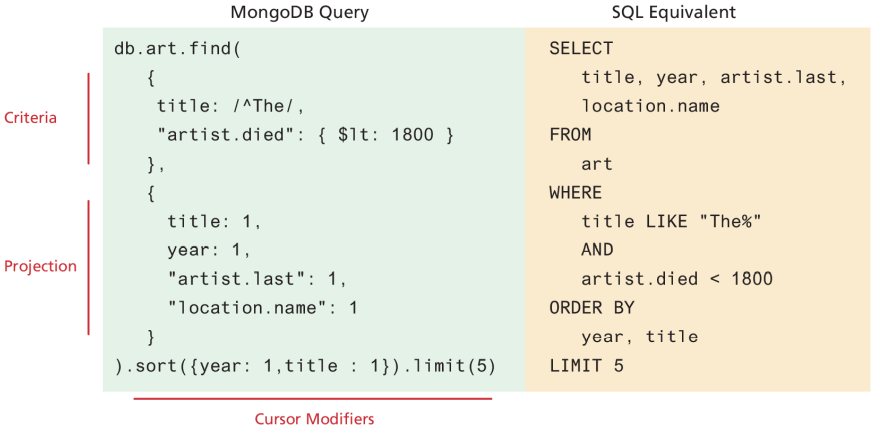 MongoDB Query
SQL Equivalent
Criteria
Projection
db.art.find(
{
title: /^The/,
"artist.died": { $lt: 1800 }
},
{
title: 1,
year: 1,
"artist.last": 1,
"location.name": 1
}
).sort({year: 1,title : 1}).limit(5)
Cursor Modifiers
SELECT
title, year, artist.last,
location.name
FROM
art
WHERE
title LIKE "The%"
AND
artist.died < 1800
ORDER BY
year, title
LIMIT 5